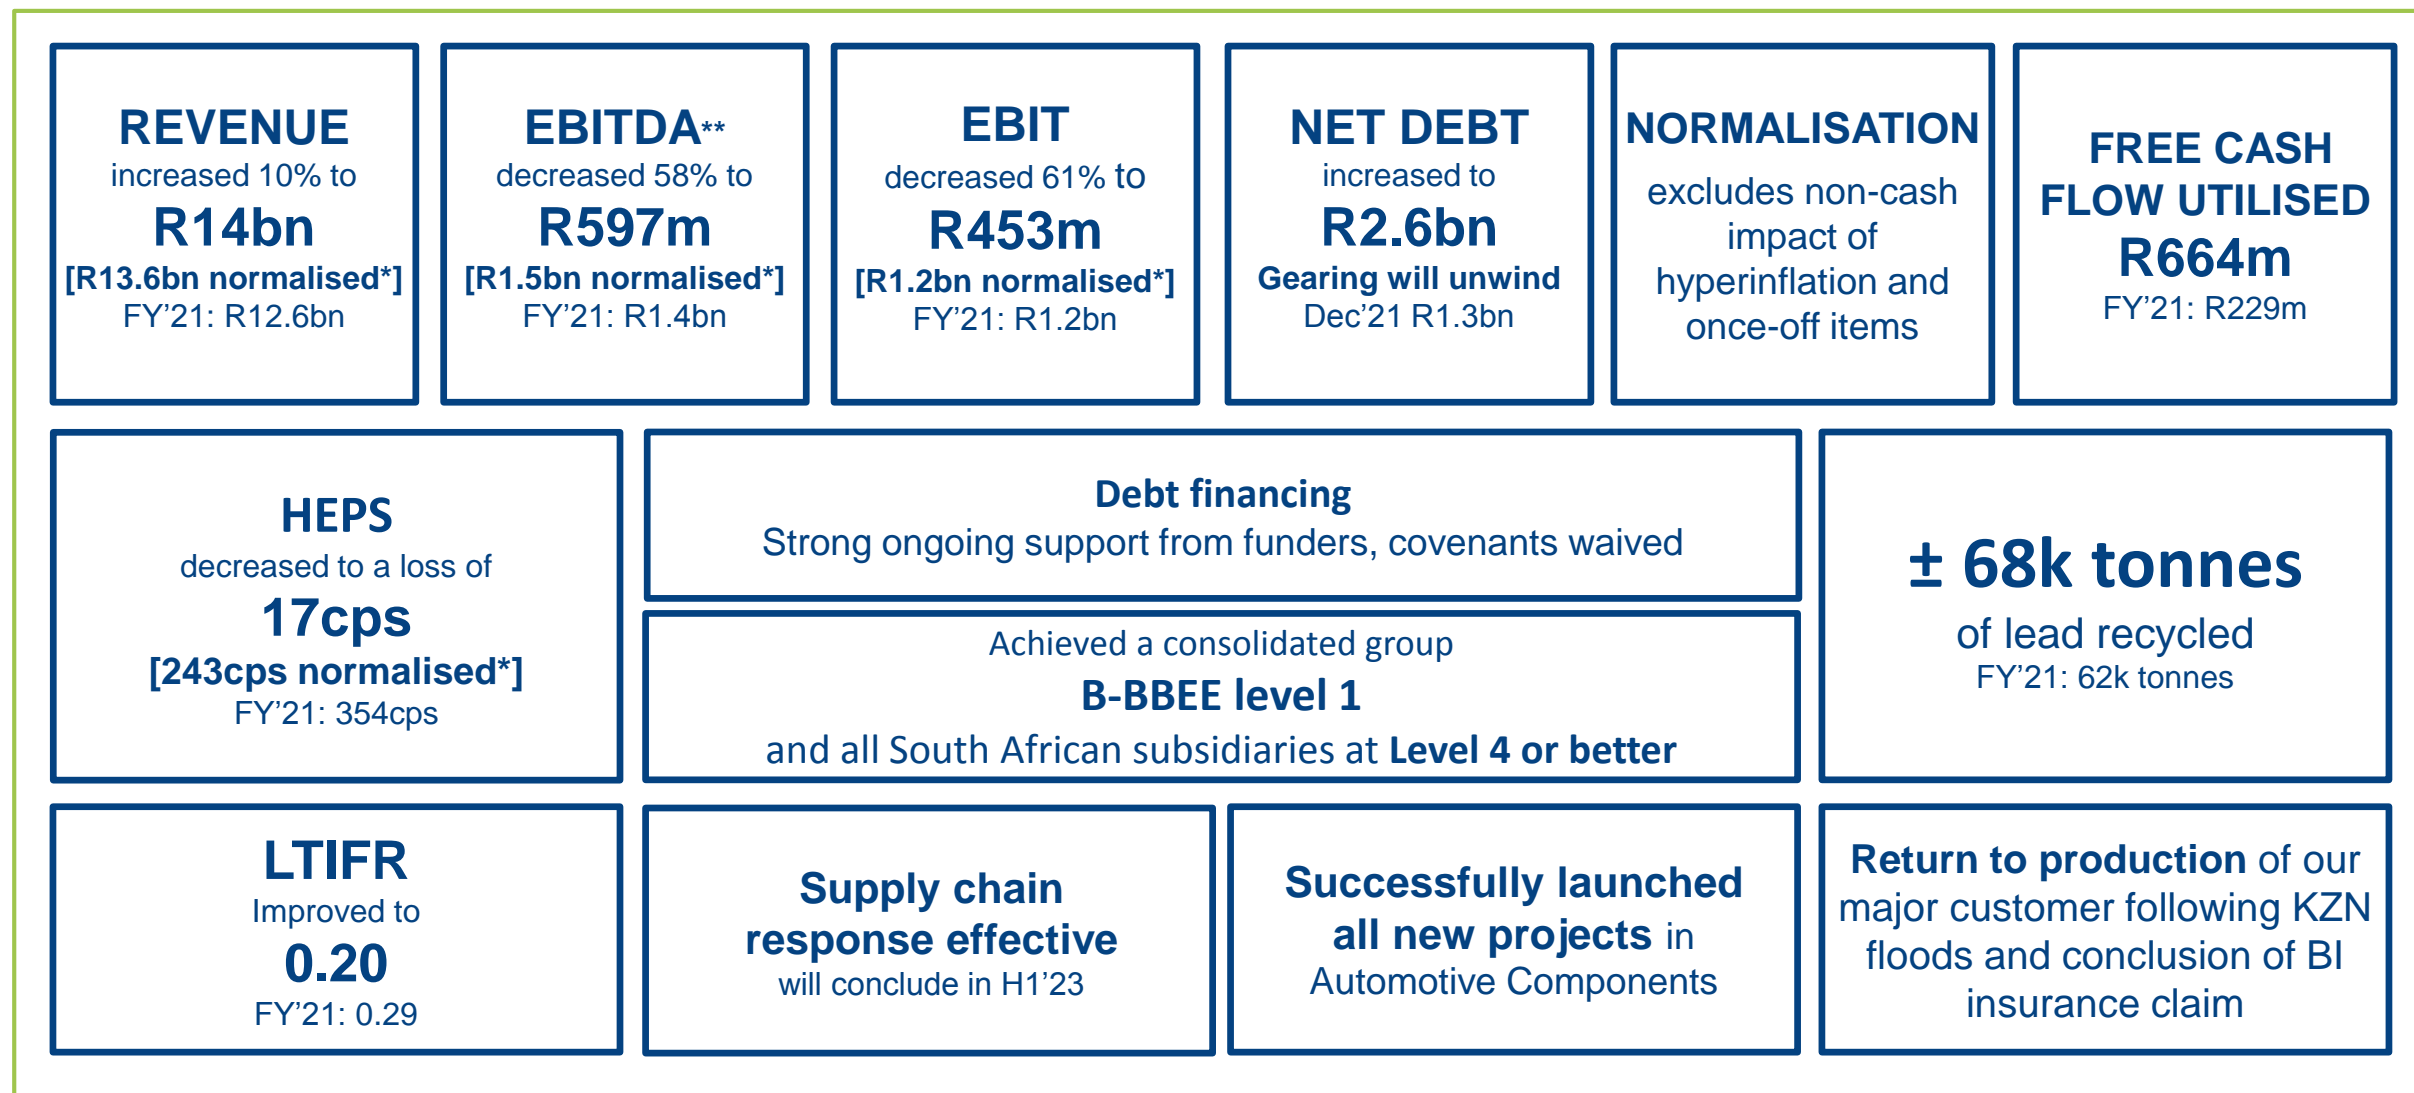 REVENUE
increased 10% to
R14bn
[R13.6bn normalised*]
FY’21: R12.6bn
EBITDA**
decreased 58% to
R597m
[R1.5bn normalised*]
FY’21: R1.4bn
EBIT
decreased 61% to
R453m
[R1.2bn normalised*]
FY’21: R1.2bn
NET DEBT
increased to
R2.6bn
Gearing will unwind
Dec’21 R1.3bn
NORMALISATION
excludes non-cash
impact of
hyperinflation and
once-off items
FREE CASH
FLOW UTILISED
R664m
FY’21: R229m
HEPS
decreased to a loss of
17cps
[243cps normalised*]
FY’21: 354cps
Debt financing
Strong ongoing support from funders, covenants waived
Achieved a consolidated group
B-BBEE level 1
and all South African subsidiaries at Level 4 or better
± 68k tonnes
of lead recycled
FY’21: 62k tonnes
LTIFR
Improved to
0.20
FY’21: 0.29
Supply chain
response effective
will conclude in H1’23
Successfully launched
all new projects in
Automotive Components
Return to production of our
major customer following KZN
floods and conclusion of BI
insurance claim